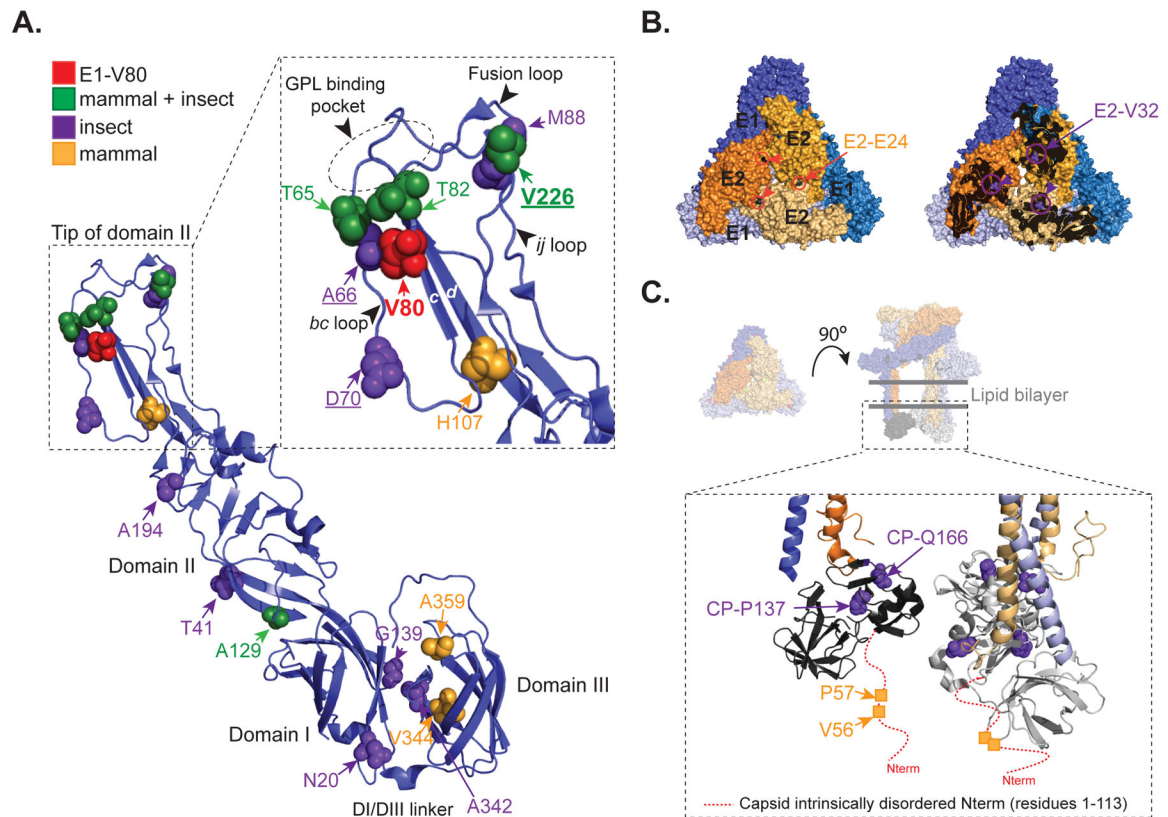 A.
E1-V80
mammal + insect
insect
mammal
GPL binding
pocket
Fusion loop
M88
T65
T82
V226
ij loop
A66
V80
c d
bc loop
D70
H107
Tip of domain II
A194
Domain II
T41
A129
A359
G139
Domain III
Domain I
V344
N20
A342
DI/DIII linker
B.
E1
E2
E2-E24
E2
E1
E2
E1
E2-V32
C.
90º
Lipid bilayer
CP-Q166
CP-P137
P57
V56
Nterm
Nterm
Capsid intrinsically disordered Nterm (residues 1-113)